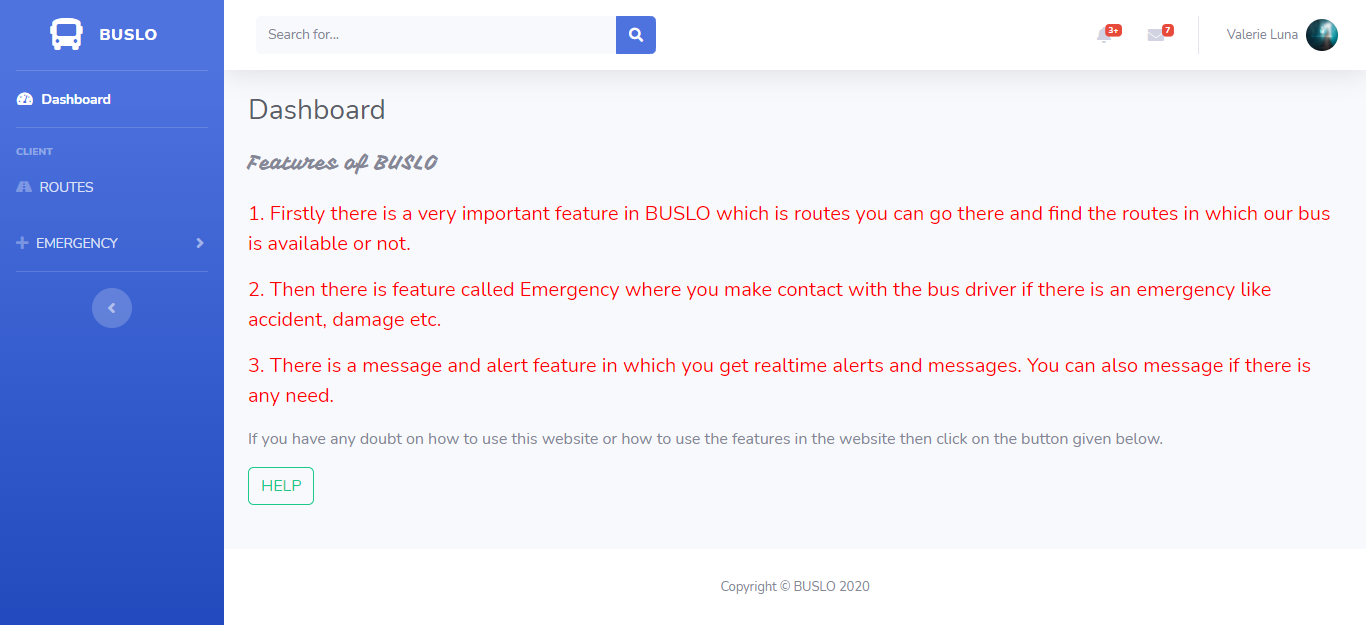 BUSLO
Search for...
3+
7
Valerie Luna
Dashboard
CLIENT
ROUTES
EMERGENCY
Dashboard
Features of BUSLO
1. Firstly there is a very important feature in BUSLO which is routes you can go there and find the routes in which our bus
is available or not.
2. Then there is feature called Emergency where you make contact with the bus driver if there is an emergency like
accident, damage etc.
3. There is a message and alert feature in which you get realtime alerts and messages. You can also message if there is
any need.
If you have any doubt on how to use this website or how to use the features in the website then click on the button given below.
HELP
Copyright © BUSLO 2020